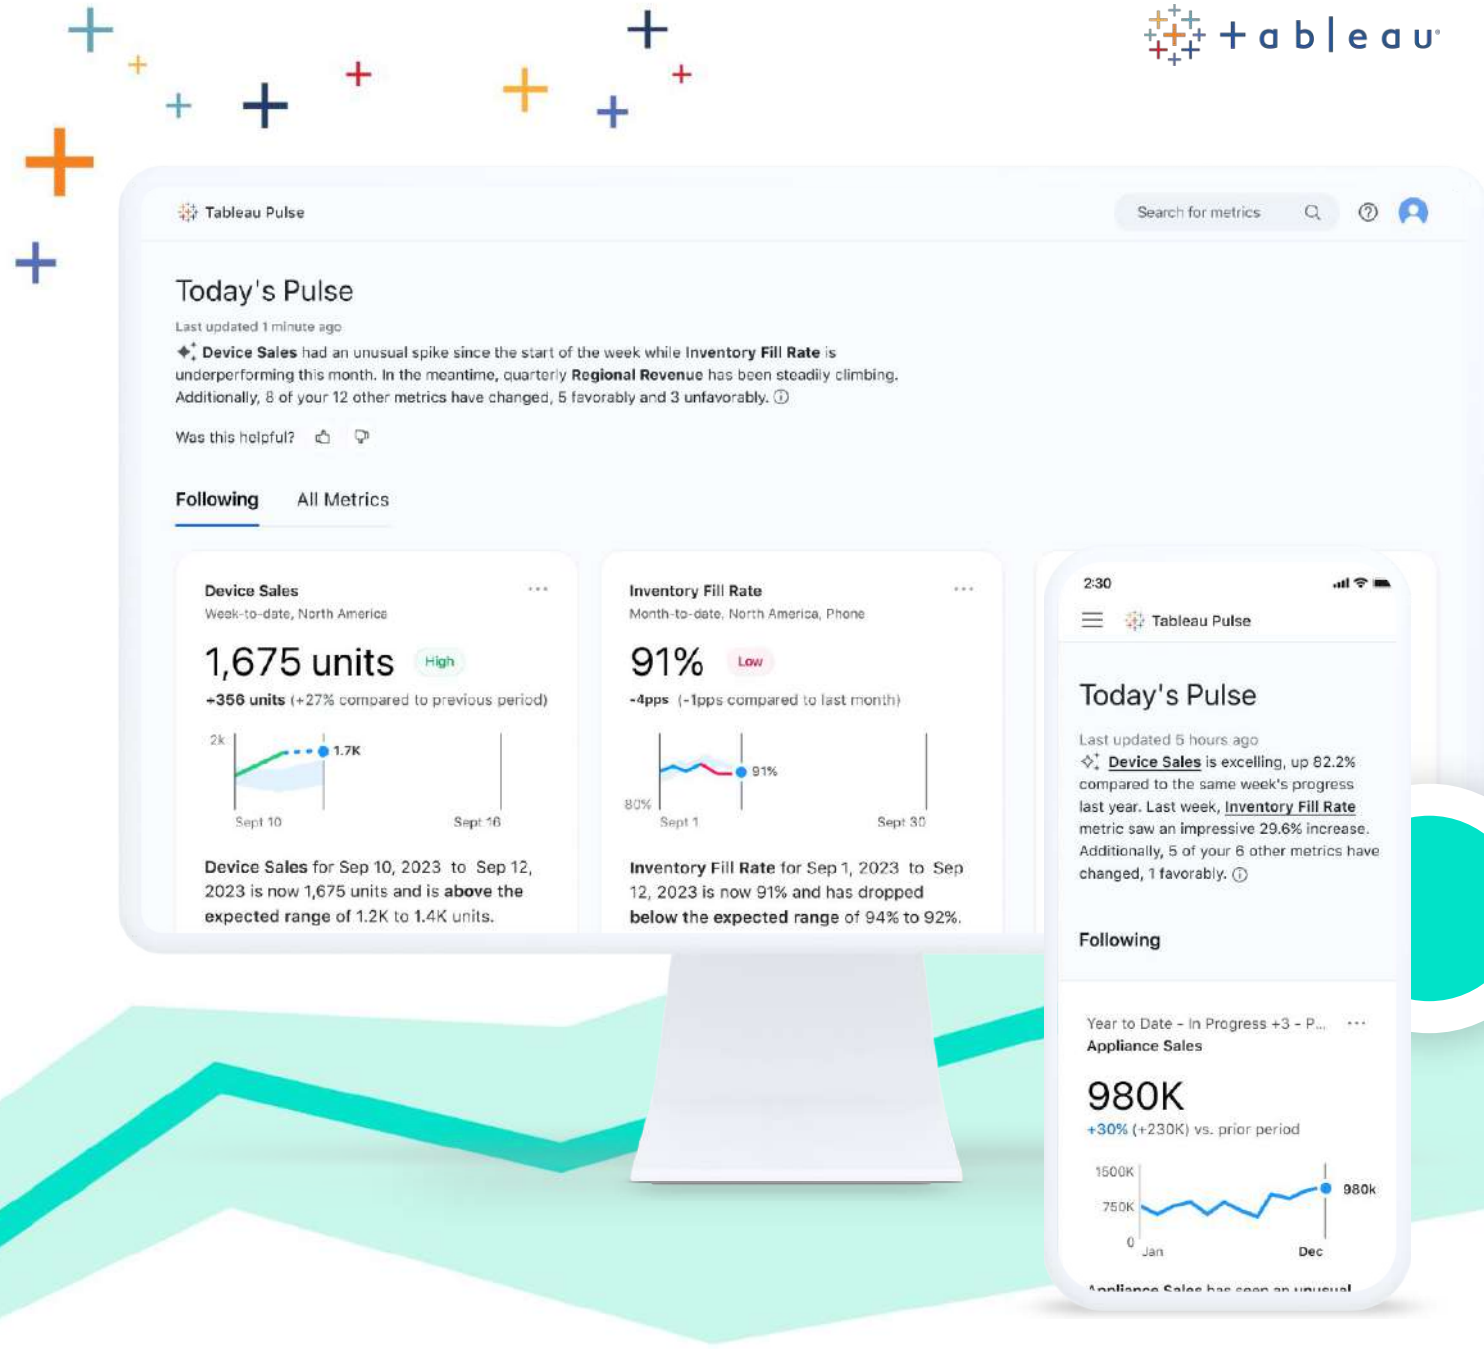 tableau
Tableau Pulse
Search for metrics
Today's Pulse
Last updated 1 minute ago
Device Sales had an unusual spike since the start of the week while Inventory Fill Rate is
underperforming this month. In the meantime, quarterly Regional Revenue has been steadily climbing.
Additionally, 8 of your 12 other metrics have changed, 5 favorably and 3 unfavorably.
Was this helpful?
Following All Metrics
Device Sales
Week-to-date, North America
1,675 units High
+356 units (+27% compared to previous period)
2k
1.7K
Sept 10 Sept 16
Device Sales for Sep 10, 2023 to Sep 12,
2023 is now 1,675 units and is above the
expected range of 1.2K to 1.4K units.
Inventory Fill Rate
Month-to-date, North America, Phone
91% Low
-4pps (-1pps compared to last month)
91%
80%
Sept 1 Sept 30
Inventory Fill Rate for Sep 1, 2023 to Sep
12, 2023 is now 91% and has dropped
below the expected range of 94% to 92%.
2:30
Tableau Pulse
Today's Pulse
Last updated 5 hours ago
Device Sales is excelling, up 82.2%
compared to the same week's progress
last year. Last week, Inventory Fill Rate
metric saw an impressive 29.6% increase.
Additionally, 5 of your 6 other metrics have
changed, 1 favorably.
Following
Year to Date - In Progress +3 - P...
Appliance Sales
980K
+30% (+230K) vs. prior period
1500K
980k
750K
0
Jan Dec
Appliance Sales has seen an unusual